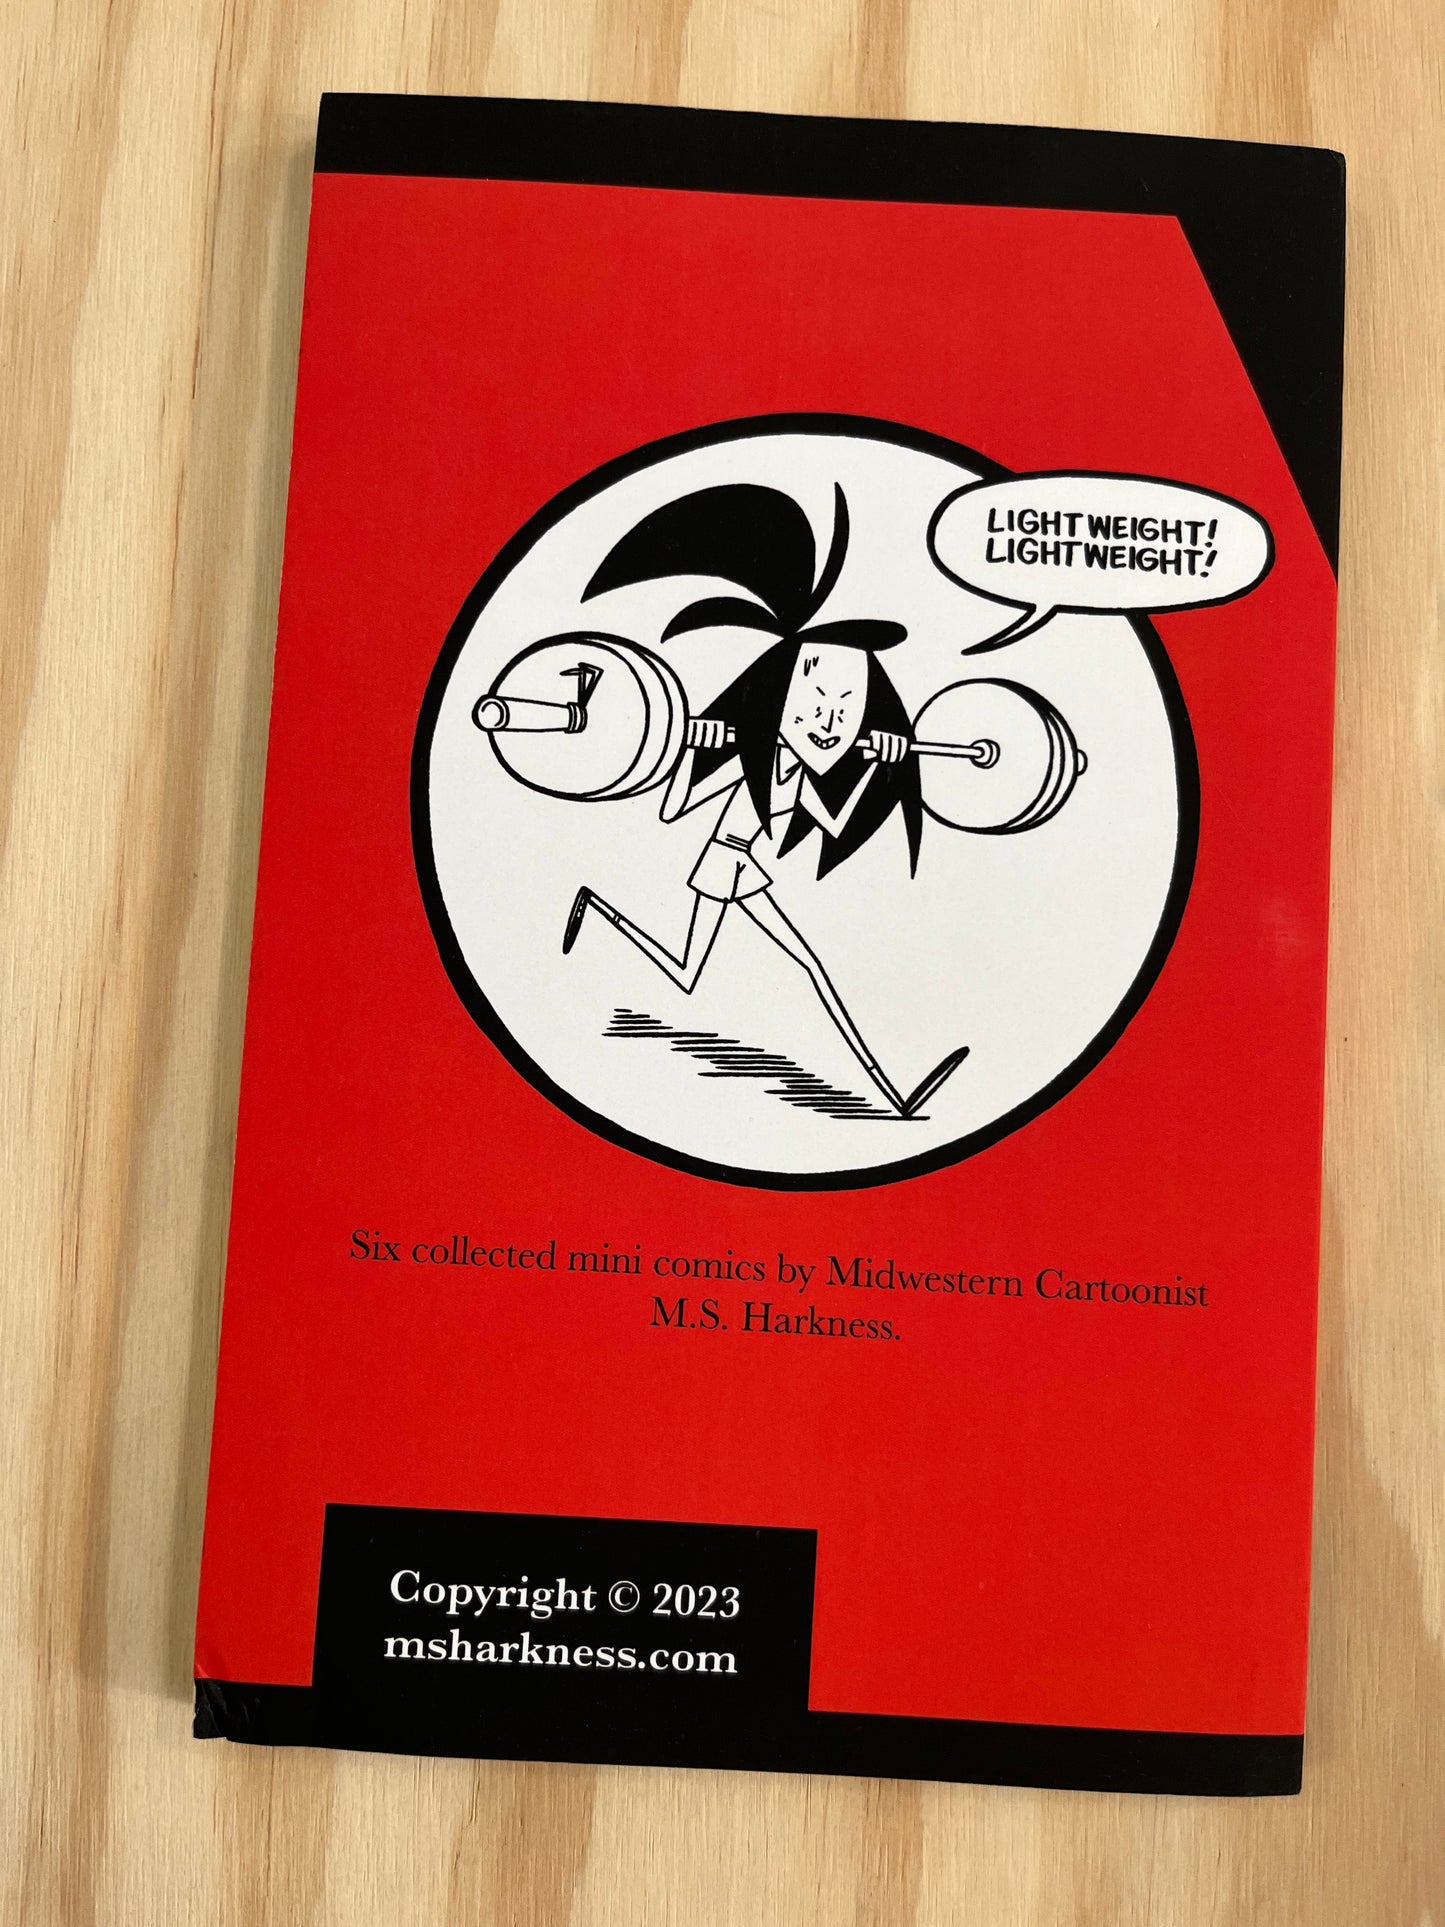 LIGHTWEIGHT!
LIGHTWEIGHT!
Six collected mini comics by Midwestern Cartoonist
M.S. Harkness.
Copyright © 2023
msharkness.com